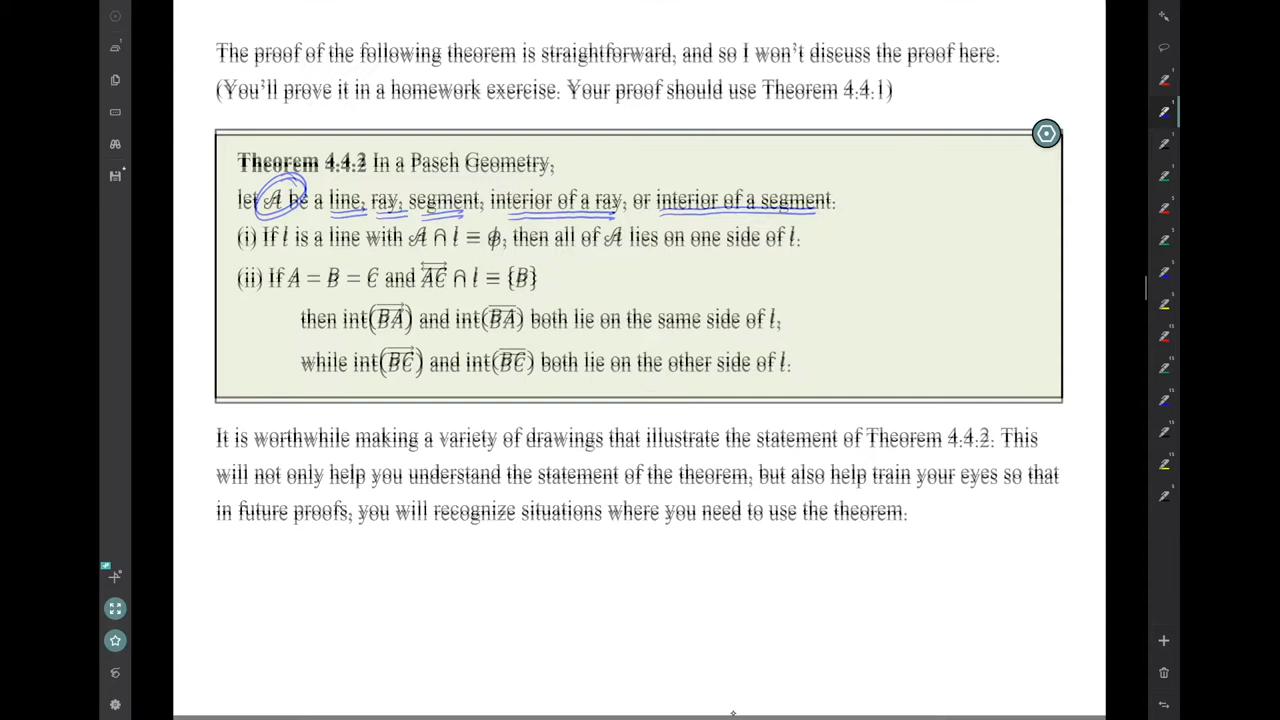 The proof of the following theorem is straightforward, and so I won't discuss the proof here.
(You'll prove it in a homework exercise. Your proof should use Theorem 4.4.1)
Theorem 4.4.2 In a Pasch Geometry,
let 𝒜 be a line, ray, segment, interior of a ray, or interior of a segment.
(i) If l is a line with 𝒜 ∩ l = ϕ, then all of 𝒜 lies on one side of l.
(ii) If A − B − C and \overleftrightarrow{AC} ∩ l = {B}
then int(\overrightarrow{BA}) and int(\overline{BA}) both lie on the same side of l,
while int(\overrightarrow{BC}) and int(\overline{BC}) both lie on the other side of l.
It is worthwhile making a variety of drawings that illustrate the statement of Theorem 4.4.2. This
will not only help you understand the statement of the theorem, but also help train your eyes so that
in future proofs, you will recognize situations where you need to use the theorem.